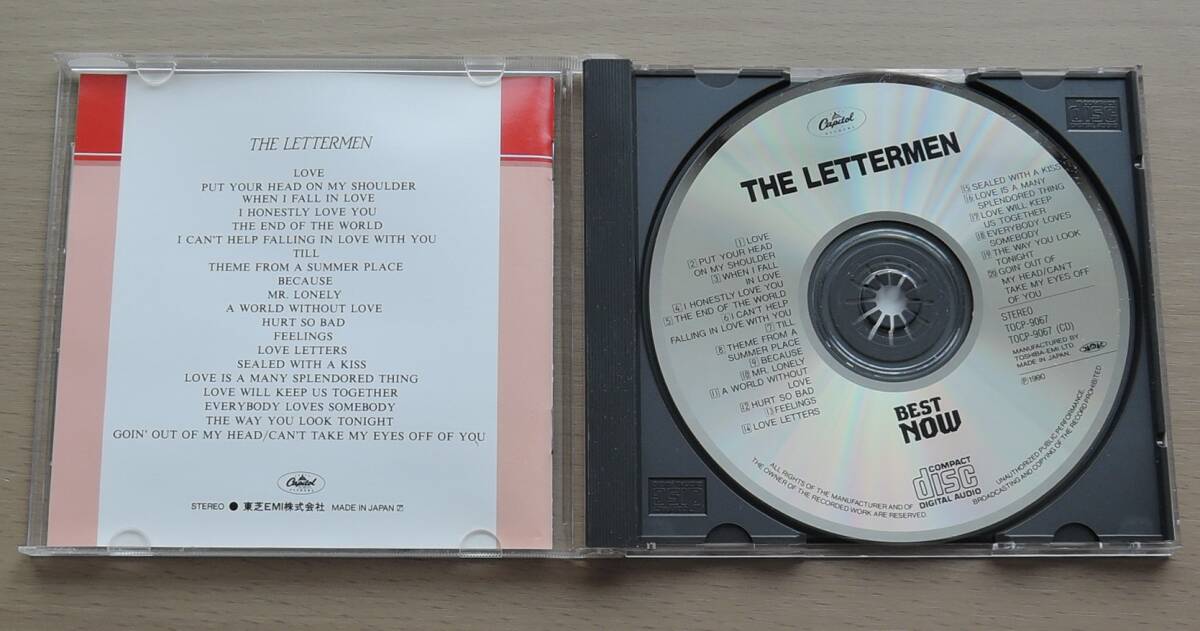 THE LETTERMEN
LOVE
PUT YOUR HEAD ON MY SHOULDER
WHEN I FALL IN LOVE
I HONESTLY LOVE YOU
THE END OF THE WORLD
I CAN'T HELP FALLING IN LOVE WITH YOU
TILL
THEME FROM A SUMMER PLACE
BECAUSE
MR. LONELY
A WORLD WITHOUT LOVE
HURT SO BAD
FEELINGS
LOVE LETTERS
SEALED WITH A KISS
LOVE IS A MANY SPLENDORED THING
LOVE WILL KEEP US TOGETHER
EVERYBODY LOVES SOMEBODY
THE WAY YOU LOOK TONIGHT
GOIN' OUT OF MY HEAD/CAN'T TAKE MY EYES OFF OF YOU
Capitol
STEREO ● 東芝EMI株式会社 MADE IN JAPAN
Capitol
RECORDS
THE LETTERMEN
1 LOVE
2 PUT YOUR HEAD
ON MY SHOULDER
3 WHEN I FALL
IN LOVE
4 I HONESTLY LOVE YOU
5 THE END OF THE WORLD
6 I CAN'T HELP
FALLING IN LOVE WITH YOU
7 TILL
8 THEME FROM A
SUMMER PLACE
9 BECAUSE
10 MR. LONELY
11 A WORLD WITHOUT
LOVE
12 HURT SO BAD
13 FEELINGS
14 LOVE LETTERS
15 SEALED WITH A KISS
16 LOVE IS A MANY
SPLENDORED THING
17 LOVE WILL KEEP
US TOGETHER
18 EVERYBODY LOVES
SOMEBODY
19 THE WAY YOU LOOK
TONIGHT
20 GOIN' OUT OF
MY HEAD/CAN'T
TAKE MY EYES OFF
OF YOU
STEREO
TOCP-9067
TOCP-9067 (CD)
MANUFACTURED BY
TOSHIBA-EMI LTD.
MADE IN JAPAN.
Ⓟ1990
BEST
NOW
COMPACT
disc
DIGITAL AUDIO
ALL RIGHTS OF THE MANUFACTURER AND OF
THE OWNER OF THE RECORDED WORK ARE RESERVED.
UNAUTHORIZED PUBLIC PERFORMANCE,
BROADCASTING AND COPYING OF THE RECORD PROHIBITED
disc
disc